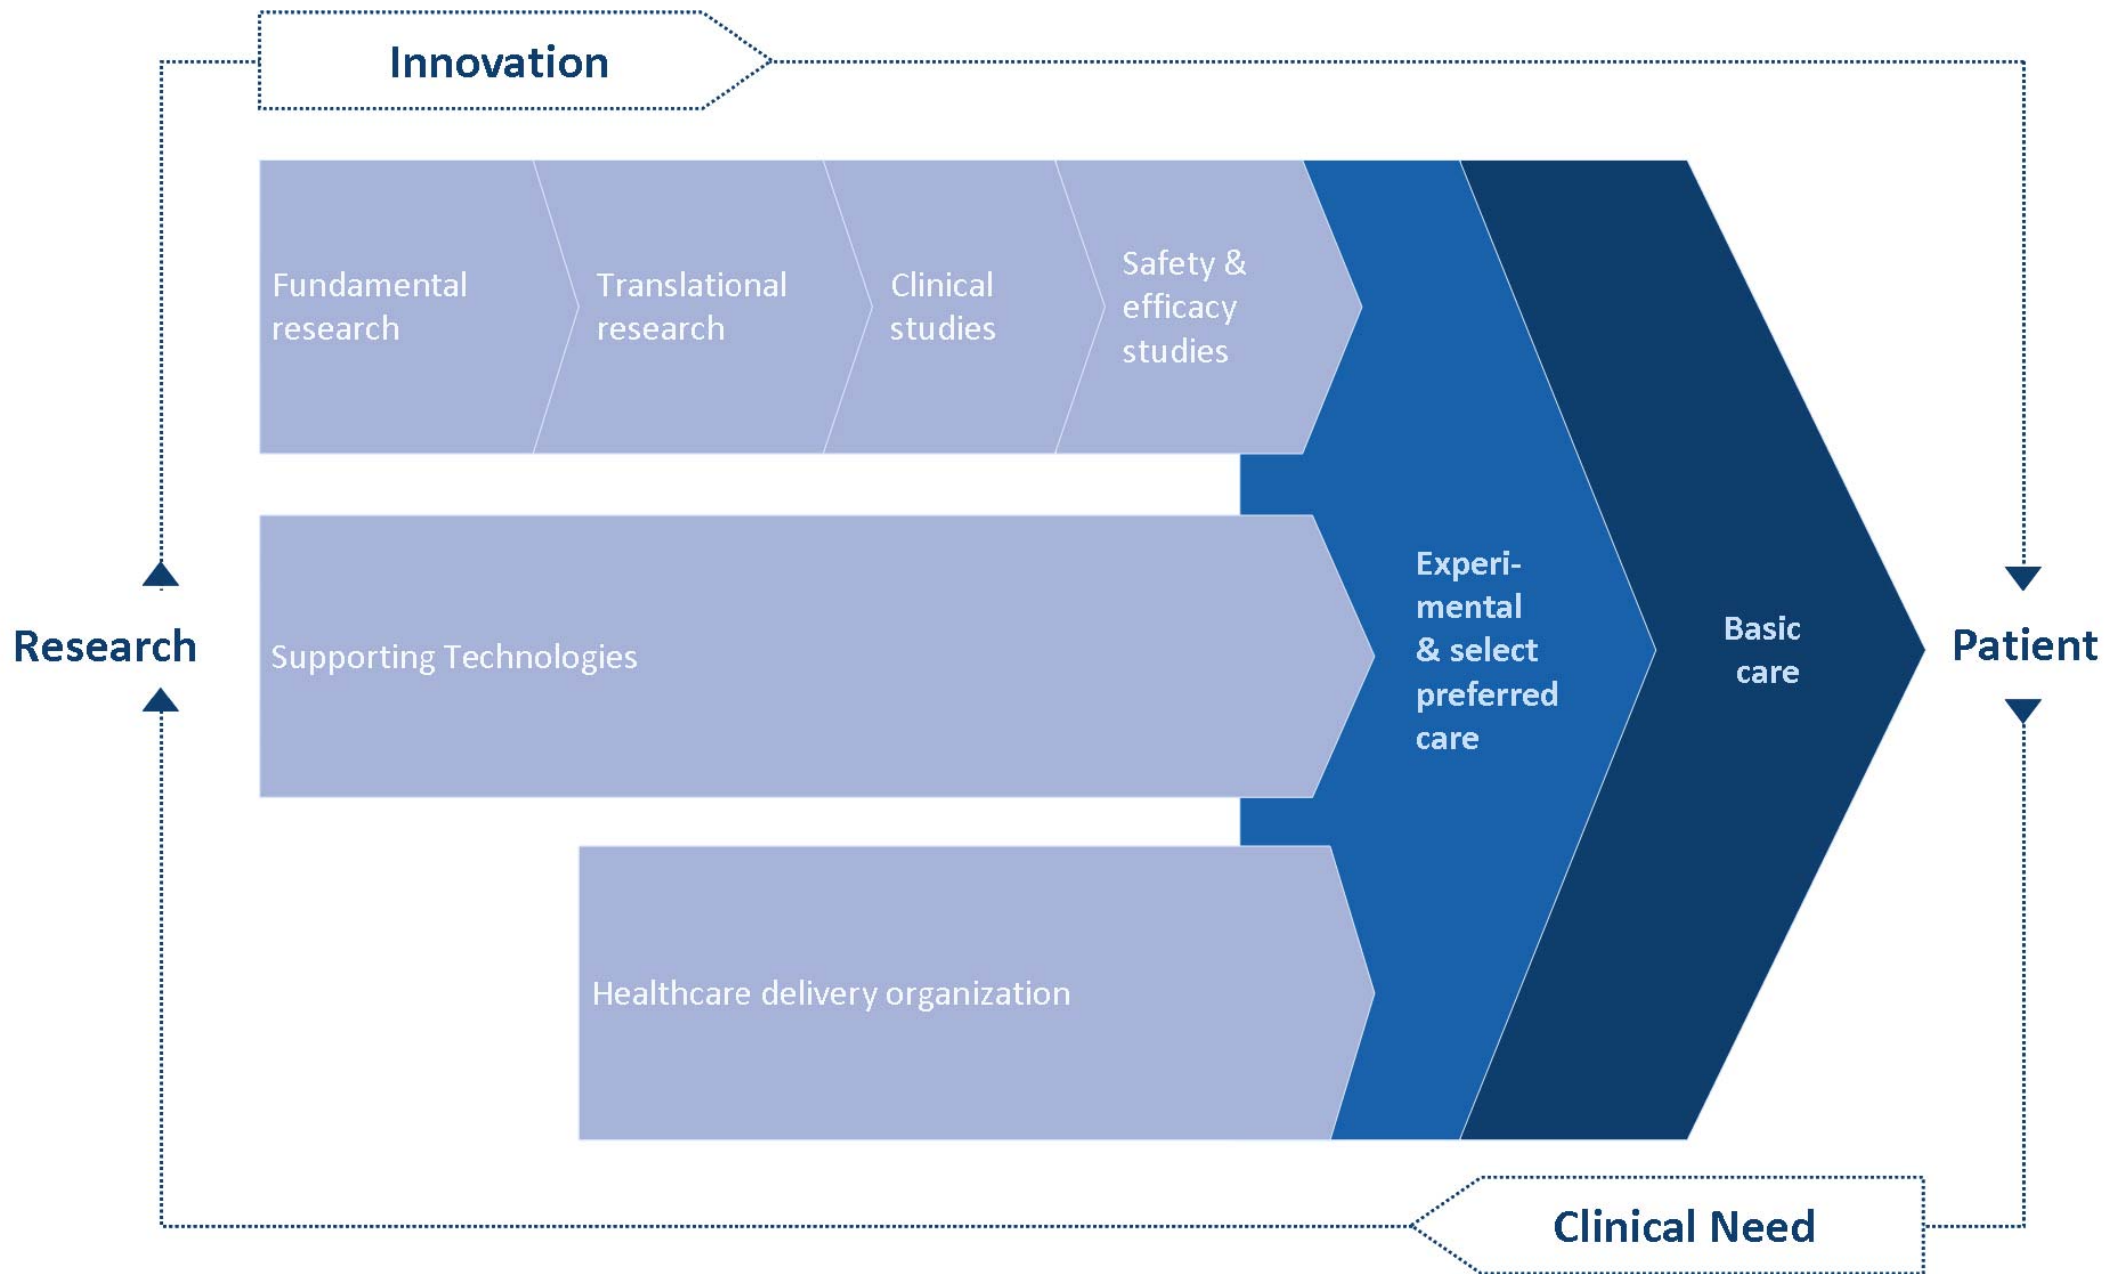 Innovation
Fundamental
research
Translational
research
Clinical
studies
Safety &
efficacy
studies
Research
Supporting Technologies
Experi-
mental
& select
preferred
care
Basic
care
Patient
Healthcare delivery organization
Clinical Need